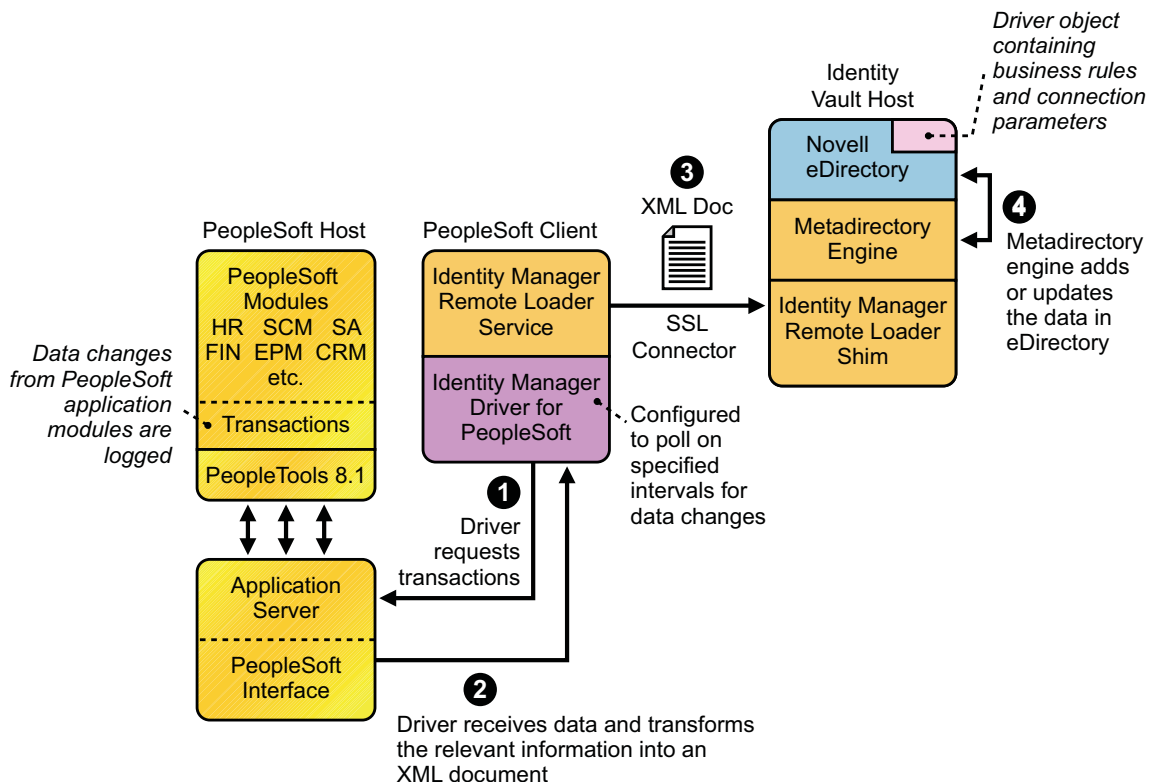 Driver object
containing
business rules
and connection
parameters
Identity
Vault Host
Novell
eDirectory
Metadirectory
Engine
Identity Manager
Remote Loader
Shim
4
Metadirectory
engine adds
or updates
the data in
eDirectory
3
XML Doc
SSL
Connector
PeopleSoft Host
PeopleSoft
Modules
HR SCM SA
FIN EPM CRM
etc.
Transactions
PeopleTools 8.1
Data changes
from PeopleSoft
application
modules are
logged
PeopleSoft Client
Identity Manager
Remote Loader
Service
Identity Manager
Driver for
PeopleSoft
Configured
to poll on
specified
intervals for
data changes
1
Driver
requests
transactions
Application
Server
PeopleSoft
Interface
2
Driver receives data and transforms
the relevant information into an
XML document